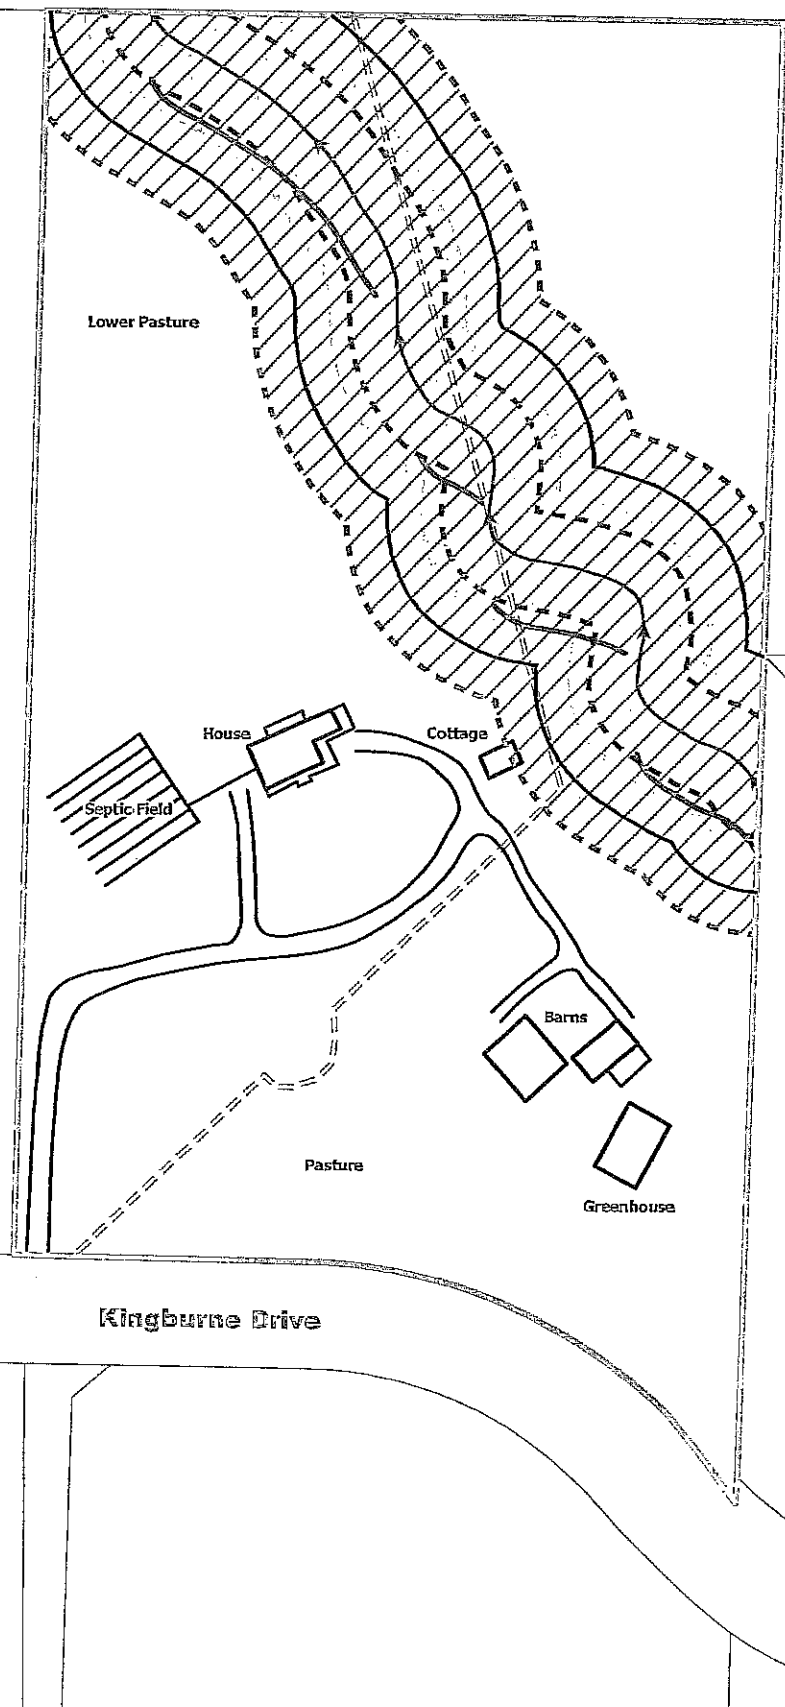 Lower Pasture
House
Cottage
Septic Field
Barns
Pasture
Greenhouse
Kingburne Drive